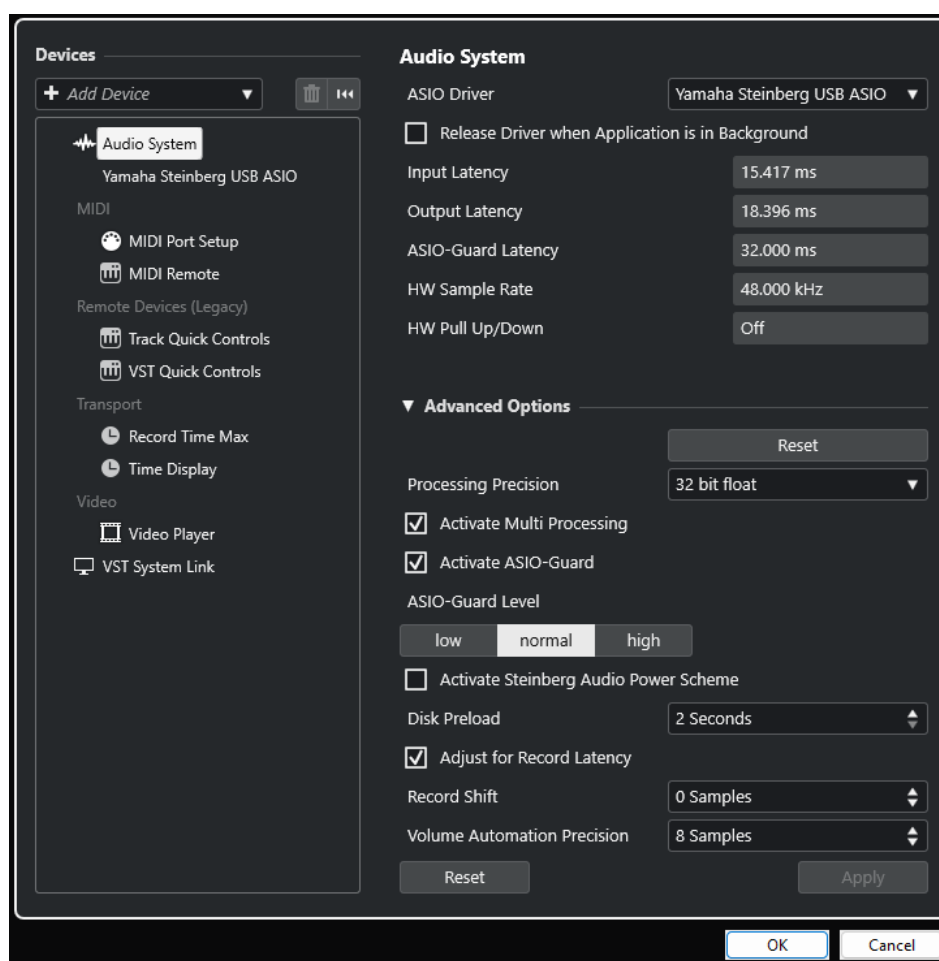 Devices
Add Device
Audio System
Yamaha Steinberg USB ASIO
MIDI
MIDI Port Setup
MIDI Remote
Remote Devices (Legacy)
Track Quick Controls
VST Quick Controls
Transport
Record Time Max
Time Display
Video
Video Player
VST System Link
Audio System
ASIO Driver Yamaha Steinberg USB ASIO
Release Driver when Application is in Background
Input Latency 15.417 ms
Output Latency 18.396 ms
ASIO-Guard Latency 32.000 ms
HW Sample Rate 48.000 kHz
HW Pull Up/Down Off
Advanced Options
Reset
Processing Precision 32 bit float
Activate Multi Processing
Activate ASIO-Guard
ASIO-Guard Level
low normal high
Activate Steinberg Audio Power Scheme
Disk Preload 2 Seconds
Adjust for Record Latency
Record Shift 0 Samples
Volume Automation Precision 8 Samples
Reset Apply
OK Cancel